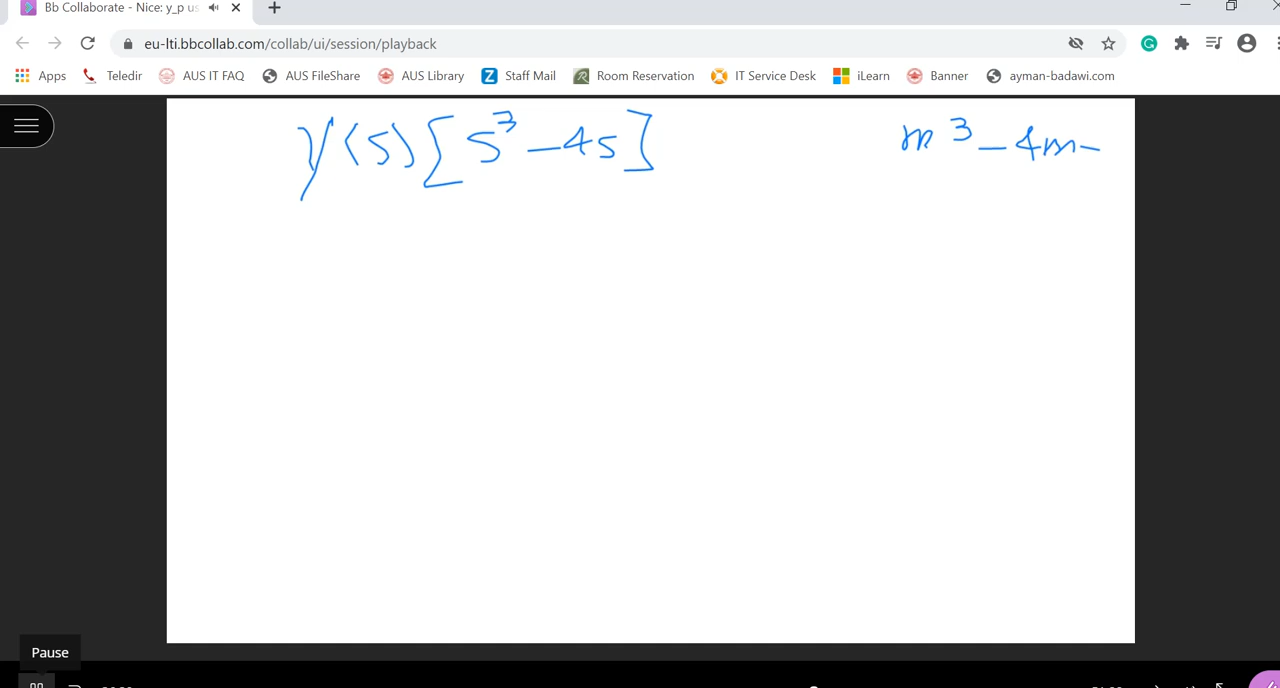 Bb Collaborate - Nice: y_p us
eu-lti.bbcollab.com/collab/ui/session/playback
Apps Teledir AUS IT FAQ AUS FileShare AUS Library Staff Mail Room Reservation IT Service Desk iLearn Banner ayman-badawi.com
Y(s)[s³-4s] m³-4m-
Pause